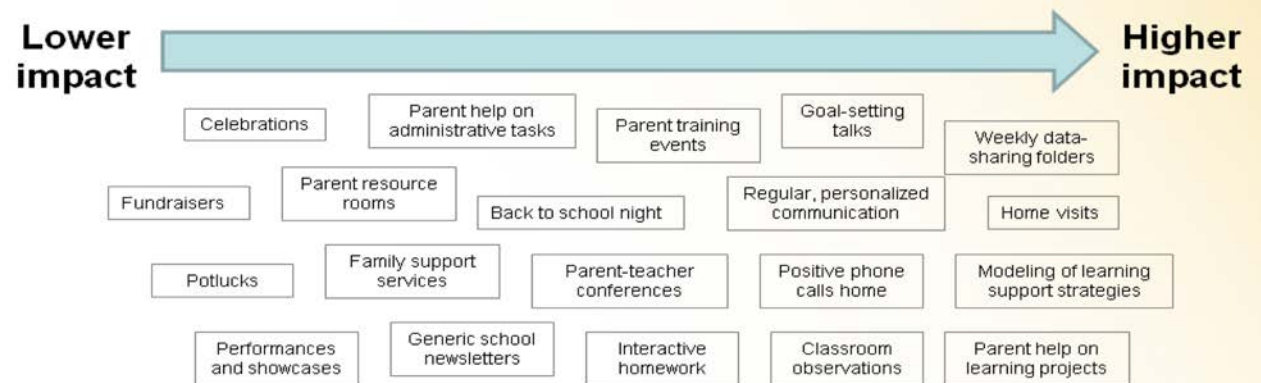 Lower
impact
Higher
impact
Celebrations
Parent help on
administrative tasks
Parent training
events
Goal-setting
talks
Weekly data-
sharing folders
Fundraisers
Parent resource
rooms
Back to school night
Regular, personalized
communication
Home visits
Potlucks
Family support
services
Parent-teacher
conferences
Positive phone
calls home
Modeling of learning
support strategies
Performances
and showcases
Generic school
newsletters
Interactive
homework
Classroom
observations
Parent help on
learning projects